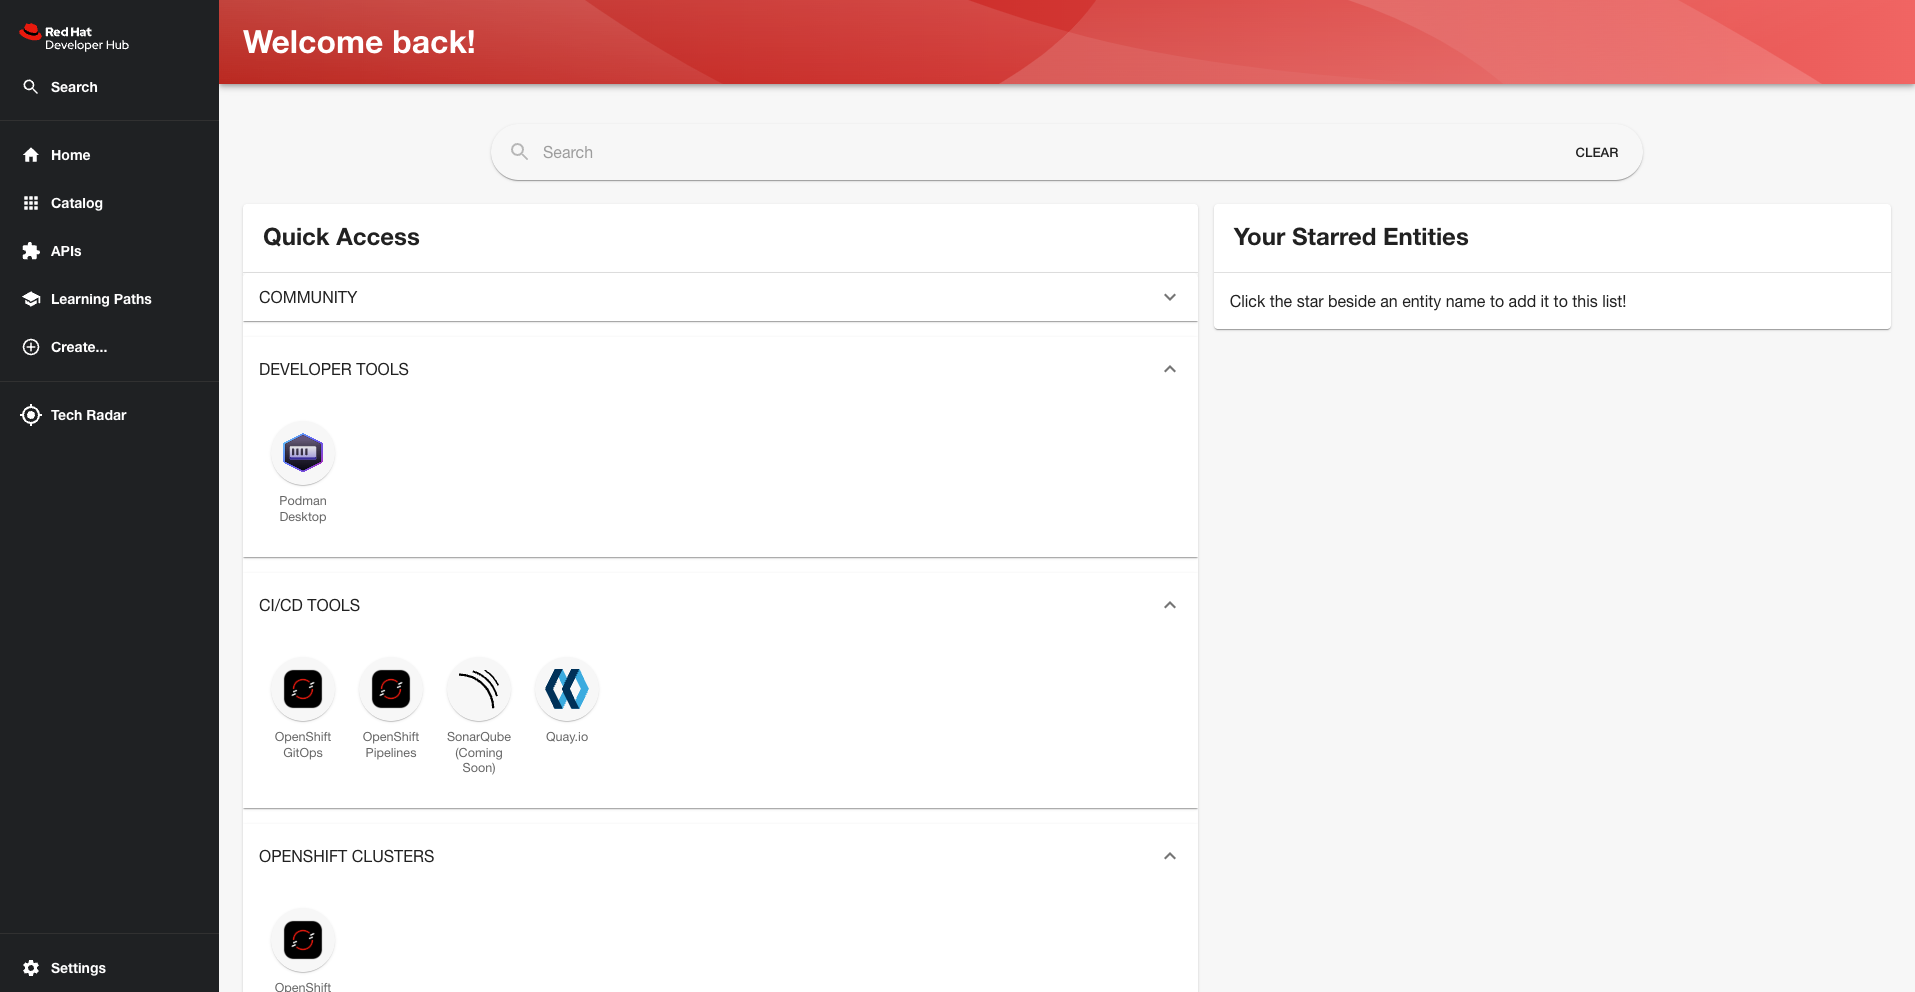 Red Hat
Developer Hub
Search
Home
Catalog
APIs
Learning Paths
Create...
Tech Radar
Settings
Welcome back!
Search
CLEAR
Quick Access
COMMUNITY
DEVELOPER TOOLS
Podman
Desktop
CI/CD TOOLS
OpenShift
GitOps
OpenShift
Pipelines
SonarQube
(Coming
Soon)
Quay.io
OPENSHIFT CLUSTERS
OpenShift
Your Starred Entities
Click the star beside an entity name to add it to this list!